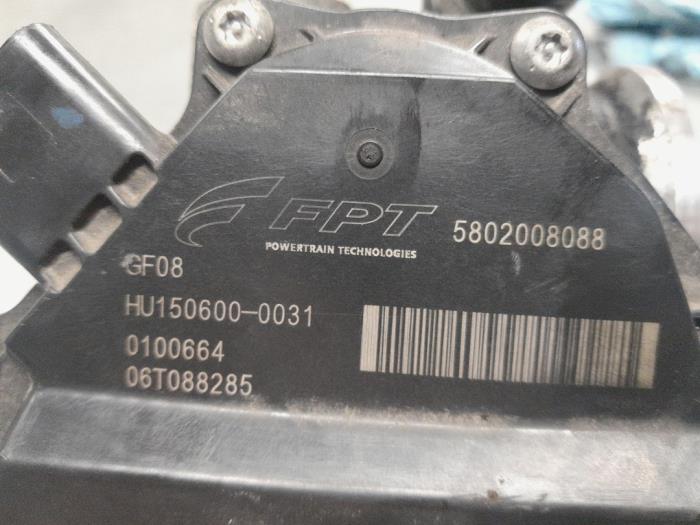 FPT 5802008088
POWERTRAIN TECHNOLOGIES
GF08
HU150600-0031
0100664
06T088285